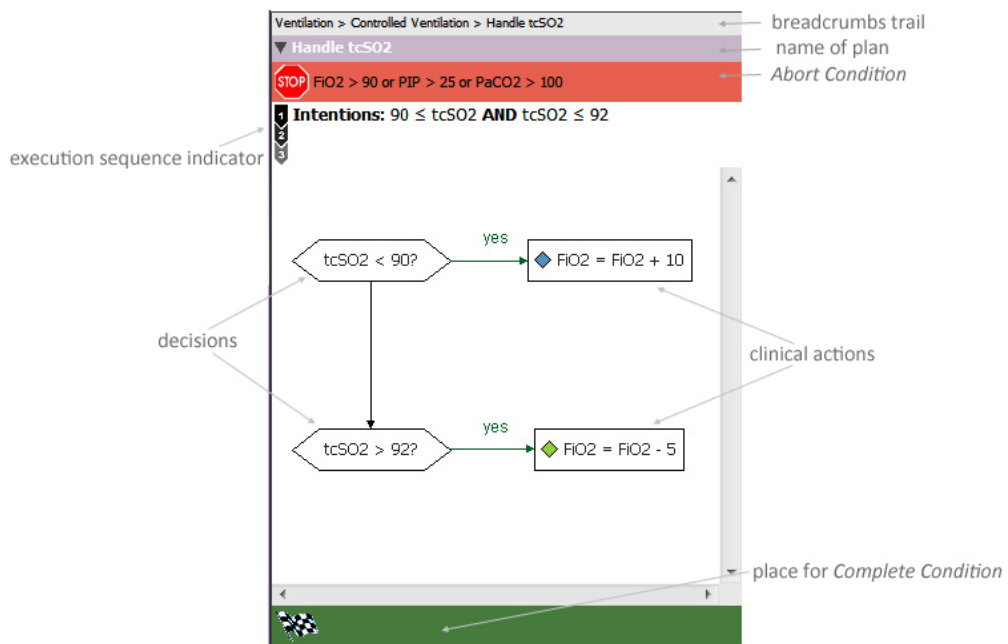 Ventilation > Controlled Ventilation > Handle tcSO2
breadcrumbs trail
Handle tcSO2
name of plan
STOP FiO2 > 90 or PIP > 25 or PaCO2 > 100
Abort Condition
1 Intentions: 90 ≤ tcSO2 AND tcSO2 ≤ 92
2
3
execution sequence indicator
yes
tcSO2 < 90?
FiO2 = FiO2 + 10
decisions
clinical actions
yes
tcSO2 > 92?
FiO2 = FiO2 - 5
place for Complete Condition